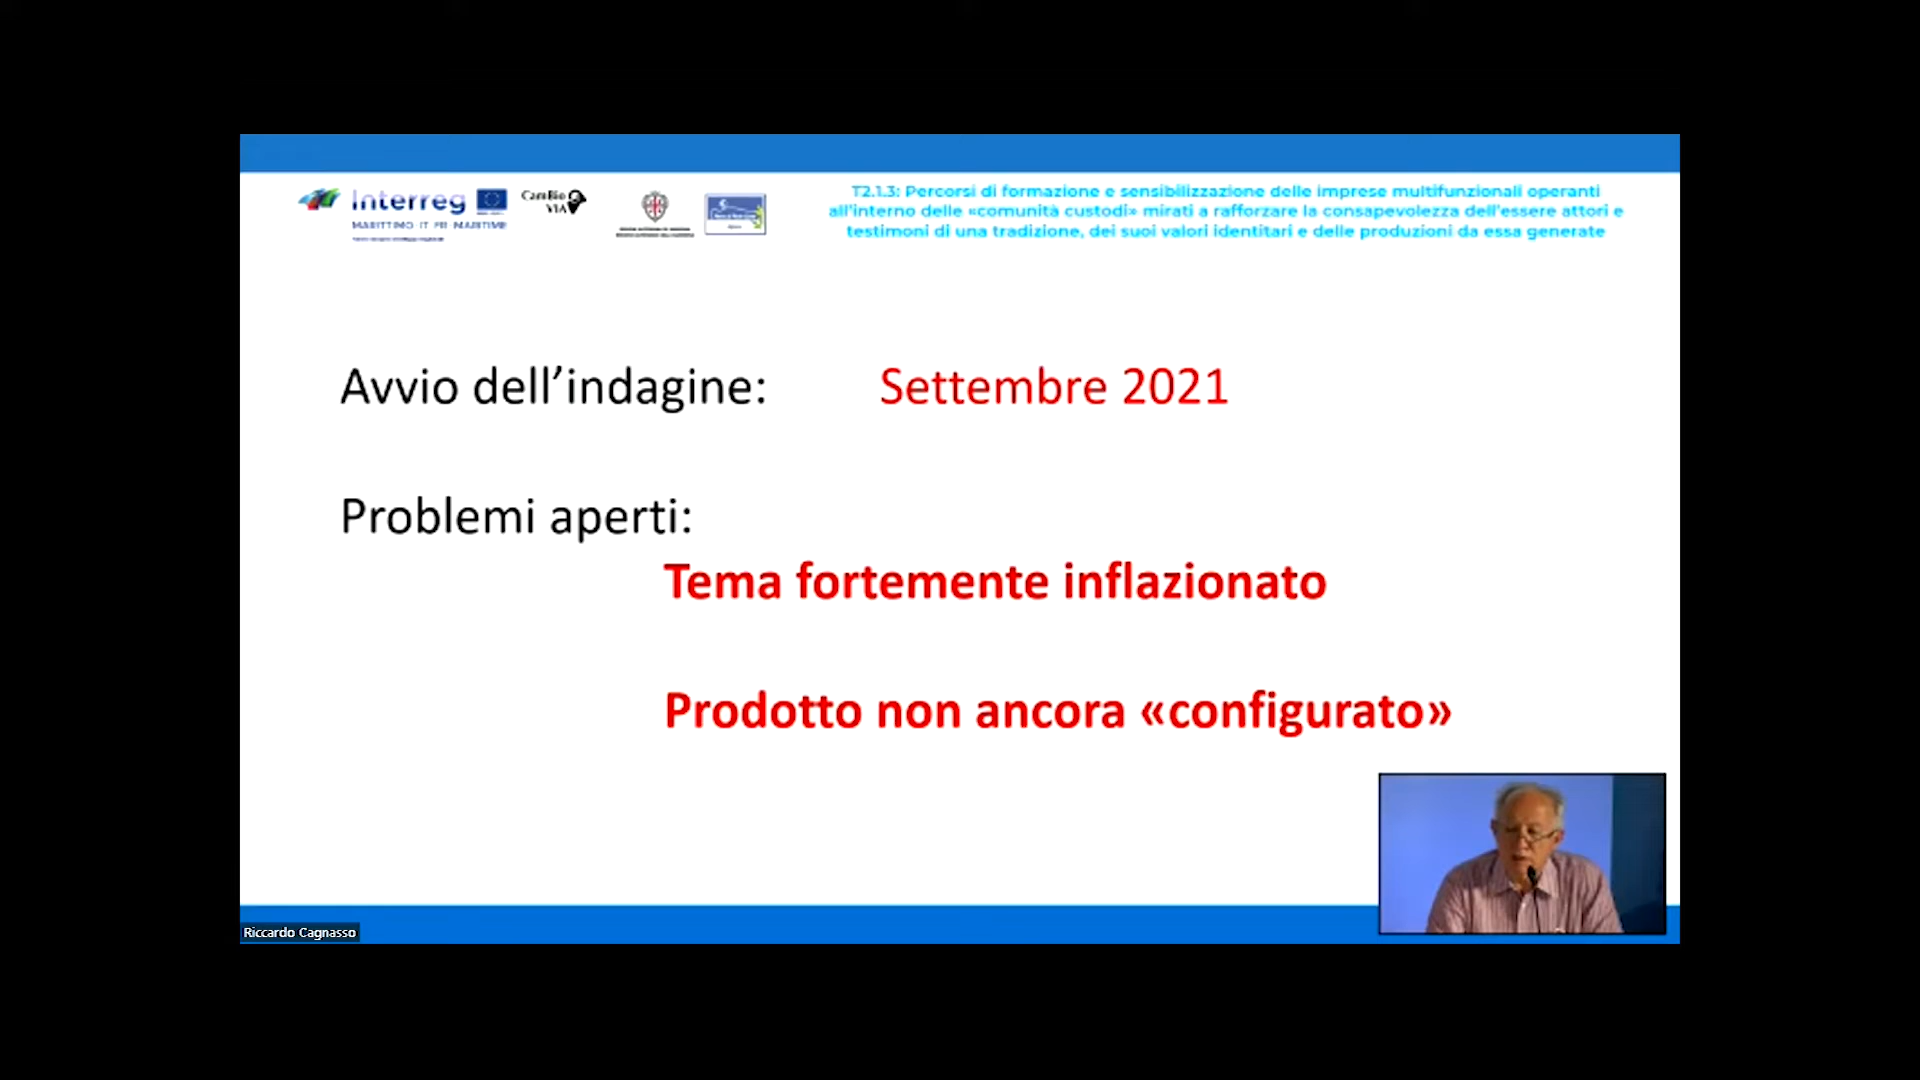 Interreg
MARITTIMO-IT FR-MARITIME
CamBio
VIA
T2.1.3: Percorsi di formazione e sensibilizzazione delle imprese multifunzionali operanti
all'interno delle «comunità custodi» mirati a rafforzare la consapevolezza dell'essere attori e
testimoni di una tradizione, dei suoi valori identitari e delle produzioni da essa generate
Avvio dell'indagine: Settembre 2021
Problemi aperti:
Tema fortemente inflazionato
Prodotto non ancora «configurato»
Riccardo Cagnasso